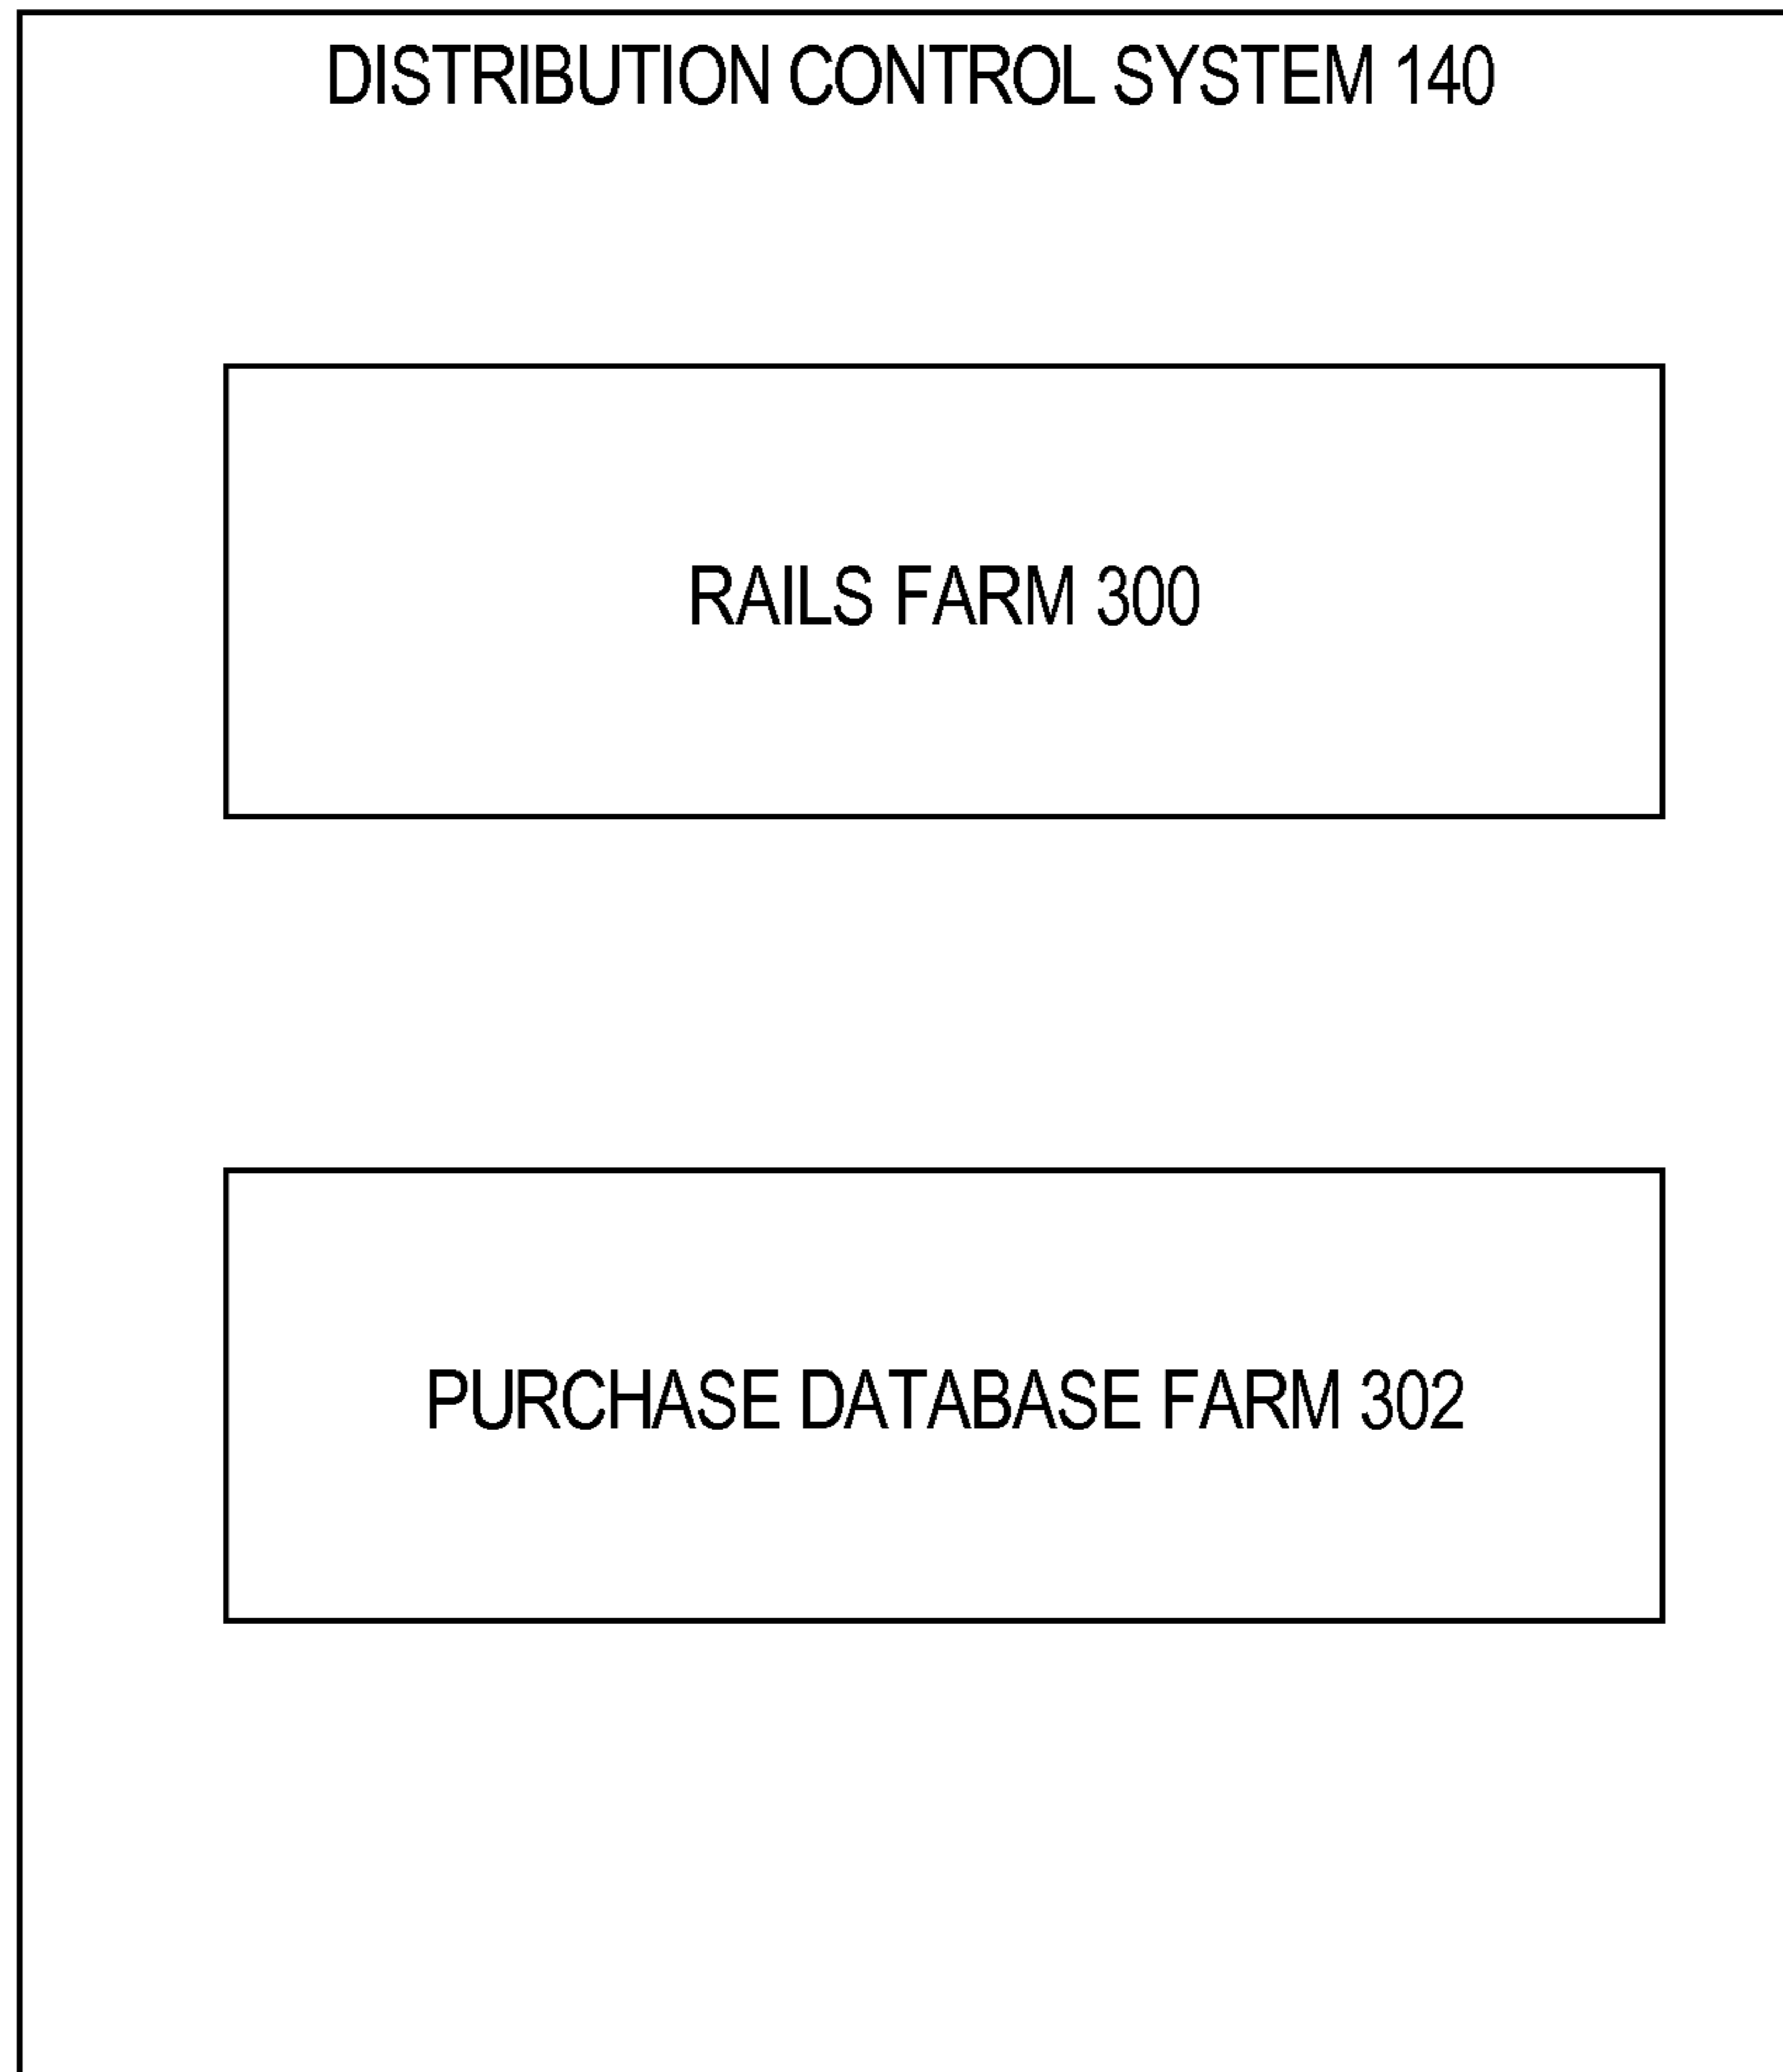 DISTRIBUTION CONTROL SYSTEM 140
RAILS FARM 300
PURCHASE DATABASE FARM 302